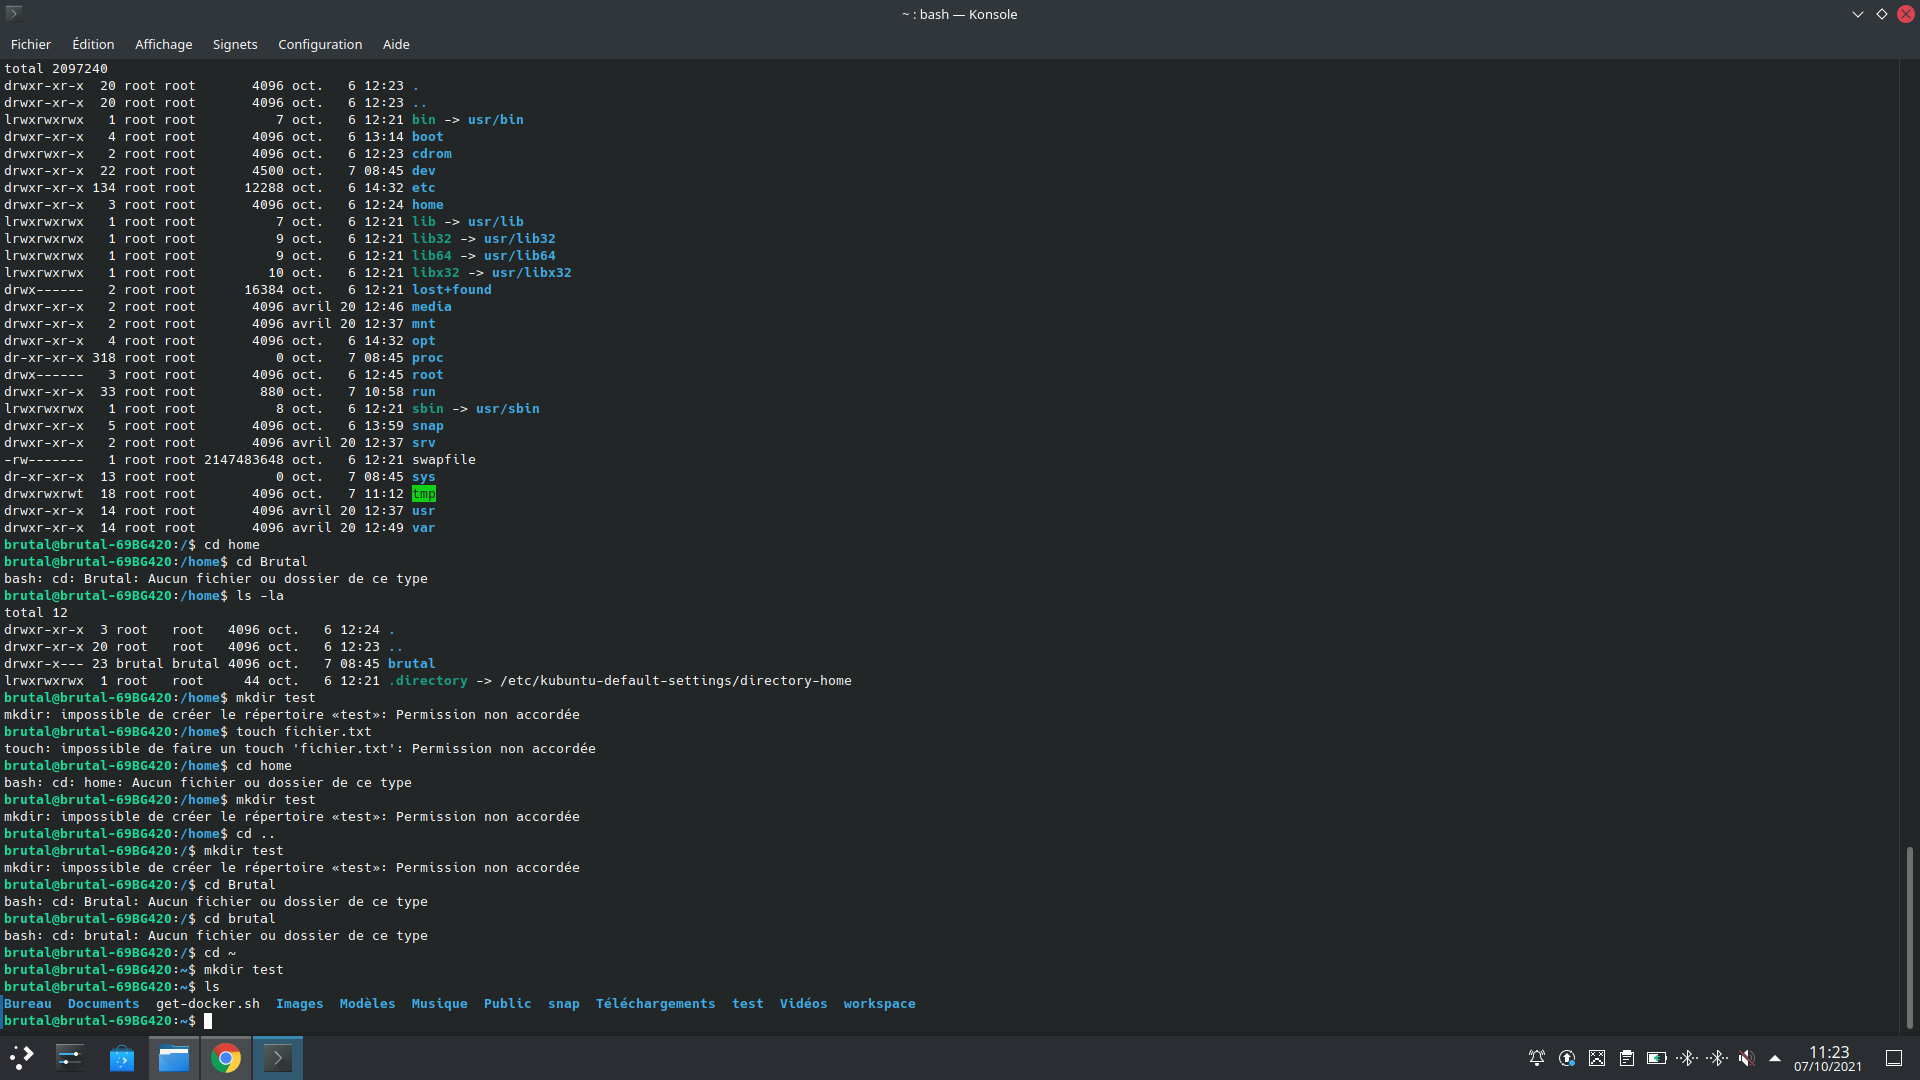 ~ : bash — Konsole
Fichier Édition Affichage Signets Configuration Aide
total 2097240
drwxr-xr-x  20 root root       4096 oct.   6 12:23 .
drwxr-xr-x  20 root root       4096 oct.   6 12:23 ..
lrwxrwxrwx   1 root root          7 oct.   6 12:21 bin -> usr/bin
drwxr-xr-x   4 root root       4096 oct.   6 13:14 boot
drwxrwxr-x   2 root root       4096 oct.   6 12:23 cdrom
drwxr-xr-x  22 root root       4500 oct.   7 08:45 dev
drwxr-xr-x 134 root root      12288 oct.   6 14:32 etc
drwxr-xr-x   3 root root       4096 oct.   6 12:24 home
lrwxrwxrwx   1 root root          7 oct.   6 12:21 lib -> usr/lib
lrwxrwxrwx   1 root root          9 oct.   6 12:21 lib32 -> usr/lib32
lrwxrwxrwx   1 root root          9 oct.   6 12:21 lib64 -> usr/lib64
lrwxrwxrwx   1 root root         10 oct.   6 12:21 libx32 -> usr/libx32
drwx------   2 root root      16384 oct.   6 12:21 lost+found
drwxr-xr-x   2 root root       4096 avril 20 12:46 media
drwxr-xr-x   2 root root       4096 avril 20 12:37 mnt
drwxr-xr-x   4 root root       4096 oct.   6 14:32 opt
dr-xr-xr-x 318 root root          0 oct.   7 08:45 proc
drwx------   3 root root       4096 oct.   6 12:45 root
drwxr-xr-x  33 root root        880 oct.   7 10:58 run
lrwxrwxrwx   1 root root          8 oct.   6 12:21 sbin -> usr/sbin
drwxr-xr-x   5 root root       4096 oct.   6 13:59 snap
drwxr-xr-x   2 root root       4096 avril 20 12:37 srv
-rw-------   1 root root 2147483648 oct.   6 12:21 swapfile
dr-xr-xr-x  13 root root          0 oct.   7 08:45 sys
drwxrwxrwt  18 root root       4096 oct.   7 11:12 tmp
drwxr-xr-x  14 root root       4096 avril 20 12:37 usr
drwxr-xr-x  14 root root       4096 avril 20 12:49 var
brutal@brutal-69BG420:/$ cd home
brutal@brutal-69BG420:/home$ cd Brutal
bash: cd: Brutal: Aucun fichier ou dossier de ce type
brutal@brutal-69BG420:/home$ ls -la
total 12
drwxr-xr-x  3 root   root   4096 oct.   6 12:24 .
drwxr-xr-x 20 root   root   4096 oct.   6 12:23 ..
drwxr-x--- 23 brutal brutal 4096 oct.   7 08:45 brutal
lrwxrwxrwx  1 root   root     44 oct.   6 12:21 .directory -> /etc/kubuntu-default-settings/directory-home
brutal@brutal-69BG420:/home$ mkdir test
mkdir: impossible de créer le répertoire «test»: Permission non accordée
brutal@brutal-69BG420:/home$ touch fichier.txt
touch: impossible de faire un touch 'fichier.txt': Permission non accordée
brutal@brutal-69BG420:/home$ cd home
bash: cd: home: Aucun fichier ou dossier de ce type
brutal@brutal-69BG420:/home$ mkdir test
mkdir: impossible de créer le répertoire «test»: Permission non accordée
brutal@brutal-69BG420:/home$ cd ..
brutal@brutal-69BG420:/$ mkdir test
mkdir: impossible de créer le répertoire «test»: Permission non accordée
brutal@brutal-69BG420:/$ cd Brutal
bash: cd: Brutal: Aucun fichier ou dossier de ce type
brutal@brutal-69BG420:/$ cd brutal
bash: cd: brutal: Aucun fichier ou dossier de ce type
brutal@brutal-69BG420:/$ cd ~
brutal@brutal-69BG420:~$ mkdir test
brutal@brutal-69BG420:~$ ls
Bureau  Documents  get-docker.sh  Images  Modèles  Musique  Public  snap  Téléchargements  test  Vidéos  workspace
brutal@brutal-69BG420:~$
11:23
07/10/2021